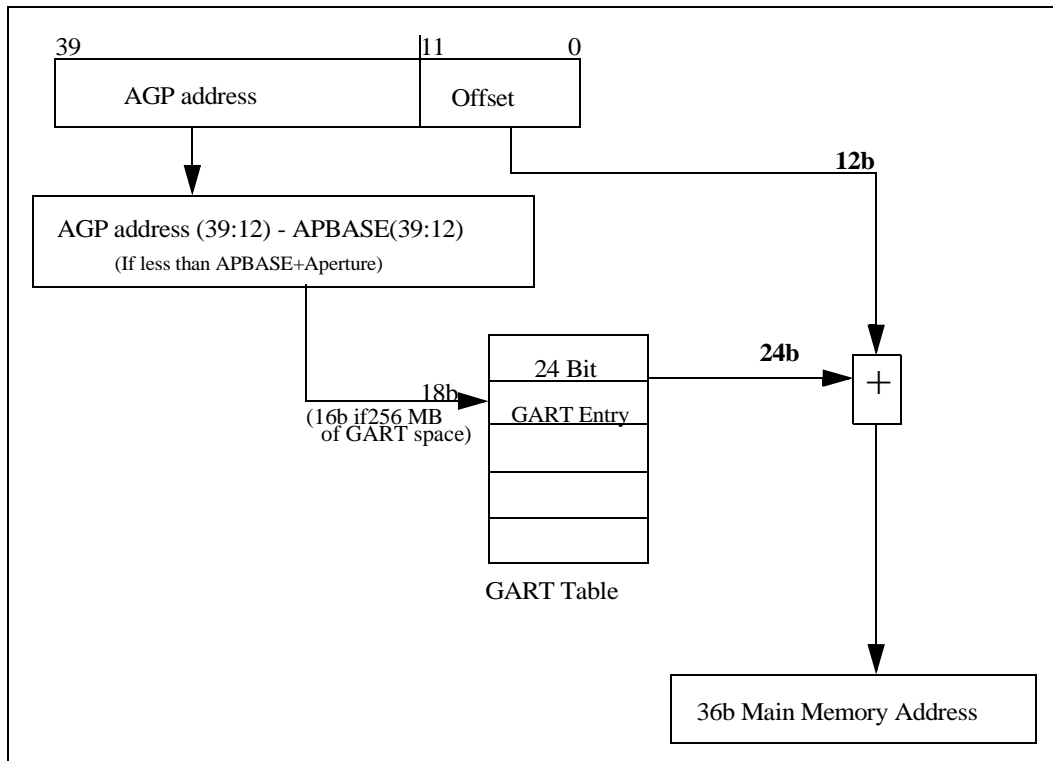 39 11 0
AGP address Offset
12b
AGP address (39:12) - APBASE(39:12)
(If less than APBASE+Aperture)
24 Bit 24b
+
18b
GART Entry
(16b if256 MB
of GART space)
GART Table
36b Main Memory Address